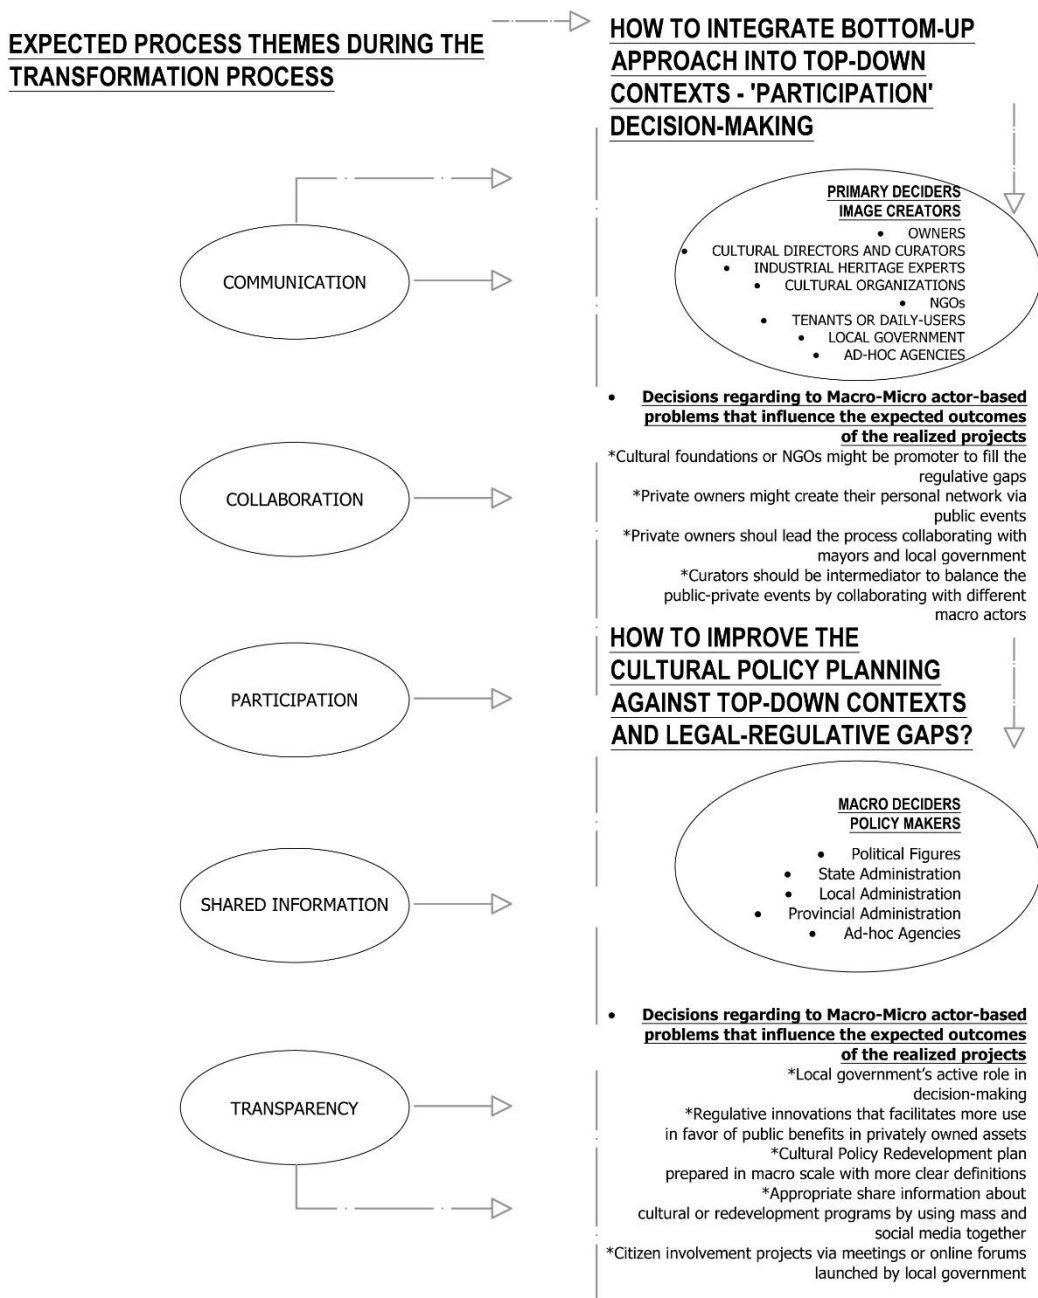 EXPECTED PROCESS THEMES DURING THE
TRANSFORMATION PROCESS
COMMUNICATION
COLLABORATION
PARTICIPATION
SHARED INFORMATION
TRANSPARENCY
HOW TO INTEGRATE BOTTOM-UP
APPROACH INTO TOP-DOWN
CONTEXTS - 'PARTICIPATION'
DECISION-MAKING
PRIMARY DECIDERS
IMAGE CREATORS
• OWNERS
• CULTURAL DIRECTORS AND CURATORS
• INDUSTRIAL HERITAGE EXPERTS
• CULTURAL ORGANIZATIONS
• NGOs
• TENANTS OR DAILY-USERS
• LOCAL GOVERNMENT
• AD-HOC AGENCIES
• Decisions regarding to Macro-Micro actor-based
problems that influence the expected outcomes
of the realized projects
*Cultural foundations or NGOs might be promoter to fill the
regulative gaps
*Private owners might create their personal network via
public events
*Private owners shoul lead the process collaborating with
mayors and local government
*Curators should be intermediator to balance the
public-private events by collaborating with different
macro actors
HOW TO IMPROVE THE
CULTURAL POLICY PLANNING
AGAINST TOP-DOWN CONTEXTS
AND LEGAL-REGULATIVE GAPS?
MACRO DECIDERS
POLICY MAKERS
• Political Figures
• State Administration
• Local Administration
• Provincial Administration
• Ad-hoc Agencies
• Decisions regarding to Macro-Micro actor-based
problems that influence the expected outcomes
of the realized projects
*Local government's active role in
decision-making
*Regulative innovations that facilitates more use
in favor of public benefits in privately owned assets
*Cultural Policy Redevelopment plan
prepared in macro scale with more clear definitions
*Appropriate share information about
cultural or redevelopment programs by using mass and
social media together
*Citizen involvement projects via meetings or online forums
launched by local government